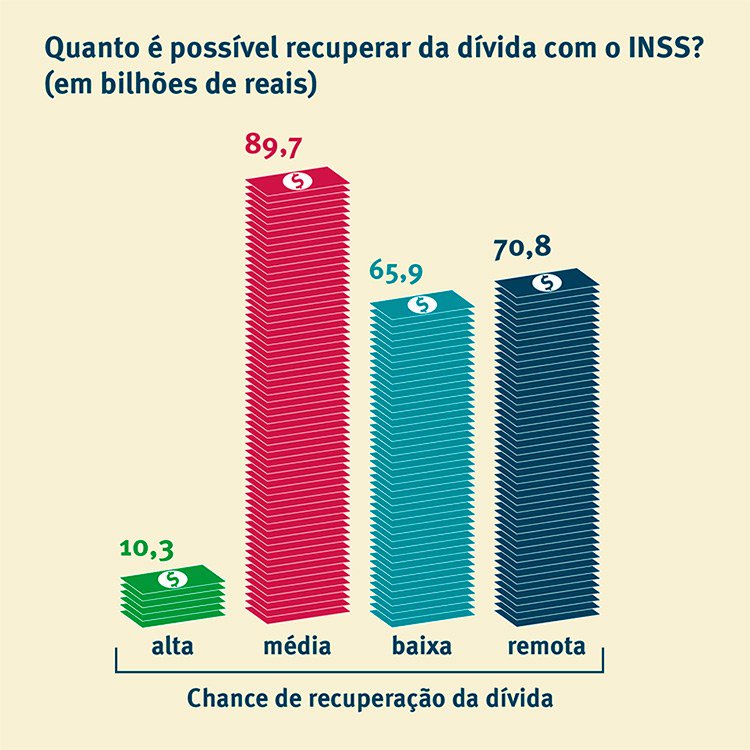 Quanto é possível recuperar da dívida com o INSS?
(em bilhões de reais)
89,7
70,8
65,9
10,3
$
$
$
$
alta média baixa remota
Chance de recuperação da dívida